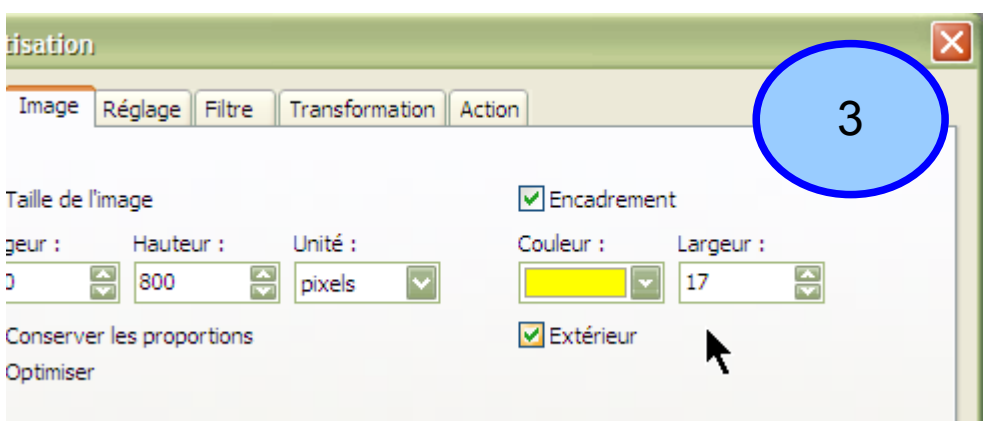 tisation
3
Image Réglage Filtre Transformation Action
Taille de l'image Encadrement
geur : Hauteur : Unité : Couleur : Largeur :
0 800 pixels 17
Conserver les proportions Extérieur
Optimiser